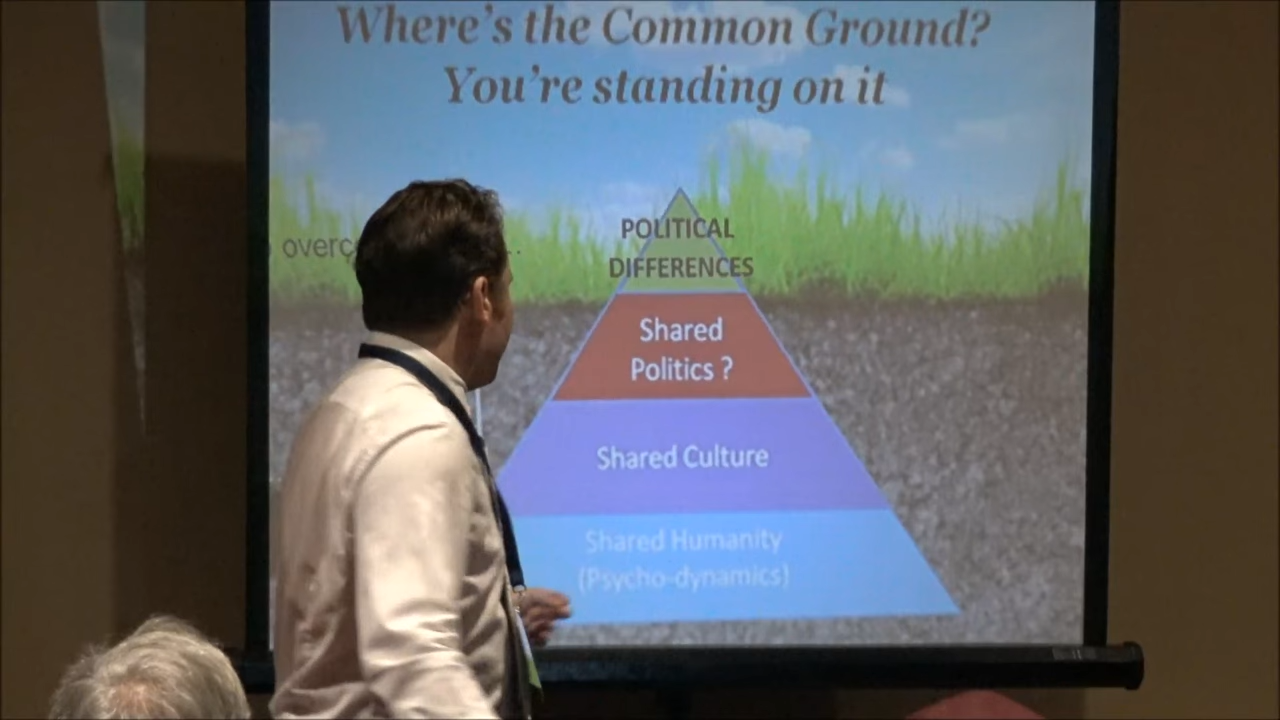 Where's the Common Ground?
You're standing on it
POLITICAL
DIFFERENCES
Shared
Politics ?
Shared Culture
Shared Humanity
(Psycho-dynamics)